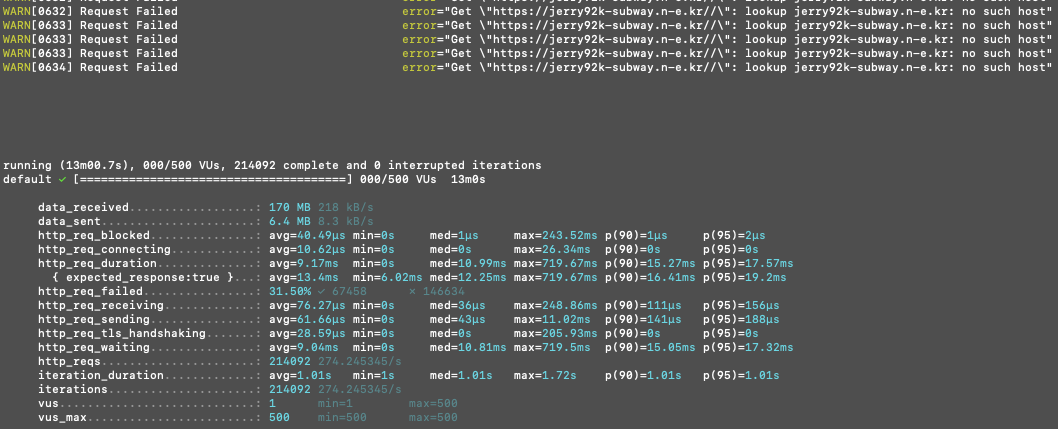 WARN[0632] Request Failed error="Get \"https://jerry92k-subway.n-e.kr//\": lookup jerry92k-subway.n-e.kr: no such host"
WARN[0633] Request Failed error="Get \"https://jerry92k-subway.n-e.kr//\": lookup jerry92k-subway.n-e.kr: no such host"
WARN[0633] Request Failed error="Get \"https://jerry92k-subway.n-e.kr//\": lookup jerry92k-subway.n-e.kr: no such host"
WARN[0633] Request Failed error="Get \"https://jerry92k-subway.n-e.kr//\": lookup jerry92k-subway.n-e.kr: no such host"
WARN[0634] Request Failed error="Get \"https://jerry92k-subway.n-e.kr//\": lookup jerry92k-subway.n-e.kr: no such host"
running (13m00.7s), 000/500 VUs, 214092 complete and 0 interrupted iterations
default ✓ [======================================] 000/500 VUs 13m0s
data_received..................: 170 MB 218 kB/s
data_sent......................: 6.4 MB 8.3 kB/s
http_req_blocked...............: avg=40.49µs min=0s med=1µs max=243.52ms p(90)=1µs p(95)=2µs
http_req_connecting............: avg=10.62µs min=0s med=0s max=26.34ms p(90)=0s p(95)=0s
http_req_duration..............: avg=9.17ms min=0s med=10.99ms max=719.67ms p(90)=15.27ms p(95)=17.57ms
{ expected_response:true }...: avg=13.4ms min=6.02ms med=12.25ms max=719.67ms p(90)=16.41ms p(95)=19.2ms
http_req_failed................: 31.50% ✓ 67458 ✗ 146634
http_req_receiving.............: avg=76.27µs min=0s med=36µs max=248.86ms p(90)=111µs p(95)=156µs
http_req_sending...............: avg=61.66µs min=0s med=43µs max=11.02ms p(90)=141µs p(95)=188µs
http_req_tls_handshaking.......: avg=28.59µs min=0s med=0s max=205.93ms p(90)=0s p(95)=0s
http_req_waiting...............: avg=9.04ms min=0s med=10.81ms max=719.5ms p(90)=15.05ms p(95)=17.32ms
http_reqs......................: 214092 274.245345/s
iteration_duration.............: avg=1.01s min=1s med=1.01s max=1.72s p(90)=1.01s p(95)=1.01s
iterations.....................: 214092 274.245345/s
vus............................: 1 min=1 max=500
vus_max........................: 500 min=500 max=500